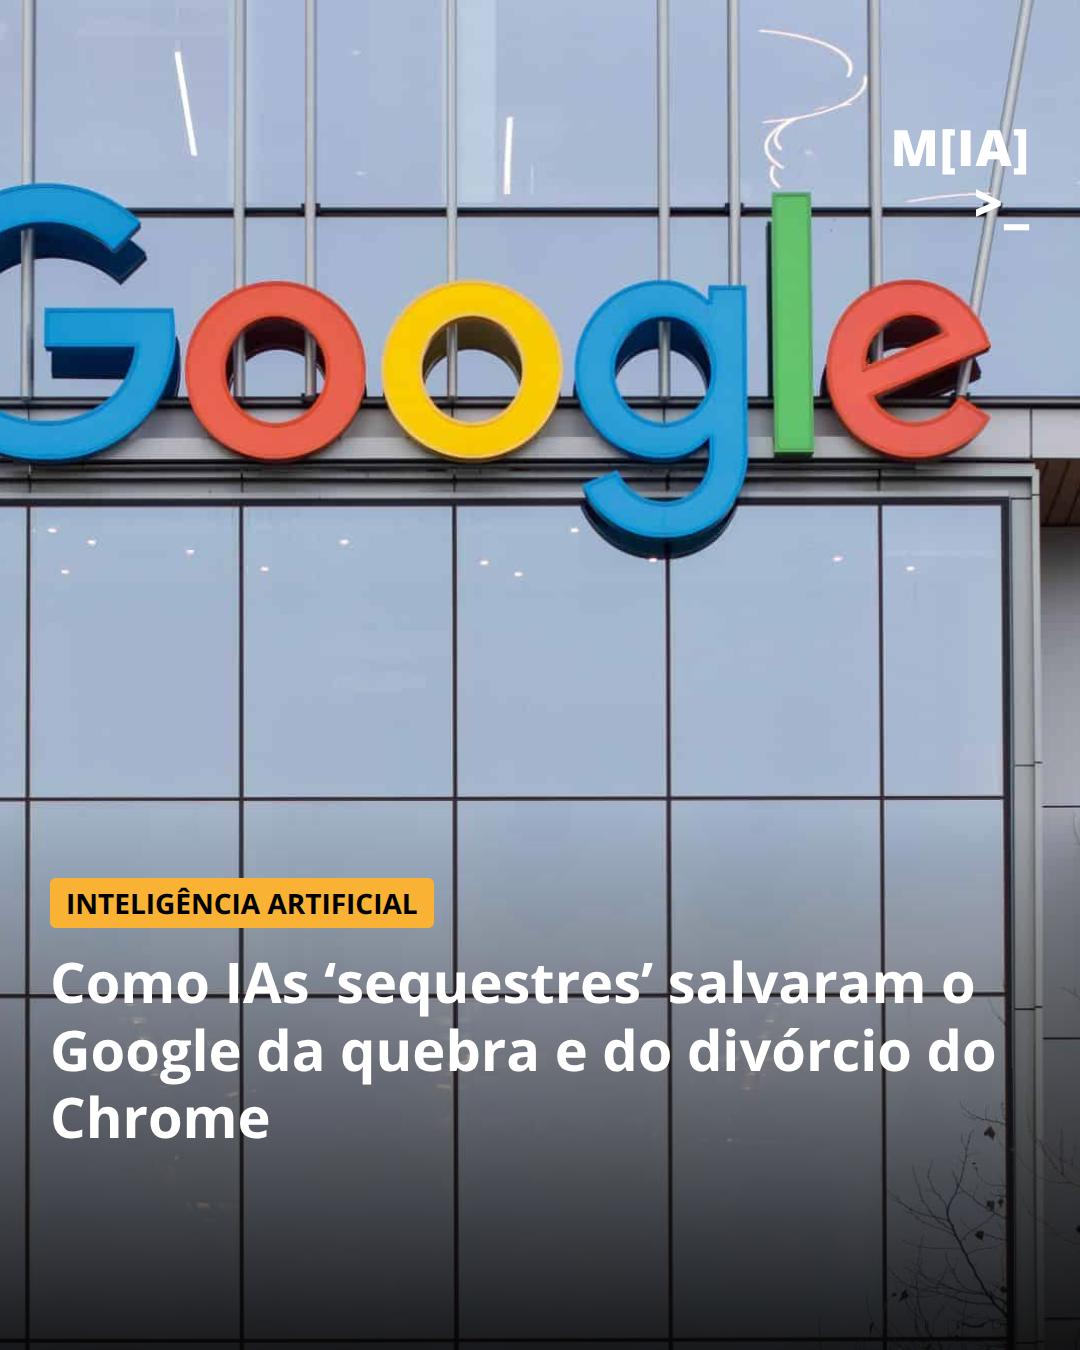 M[IA]
>_
Google
INTELIGÊNCIA ARTIFICIAL
Como IAs ‘sequestres’ salvaram o
Google da quebra e do divórcio do
Chrome